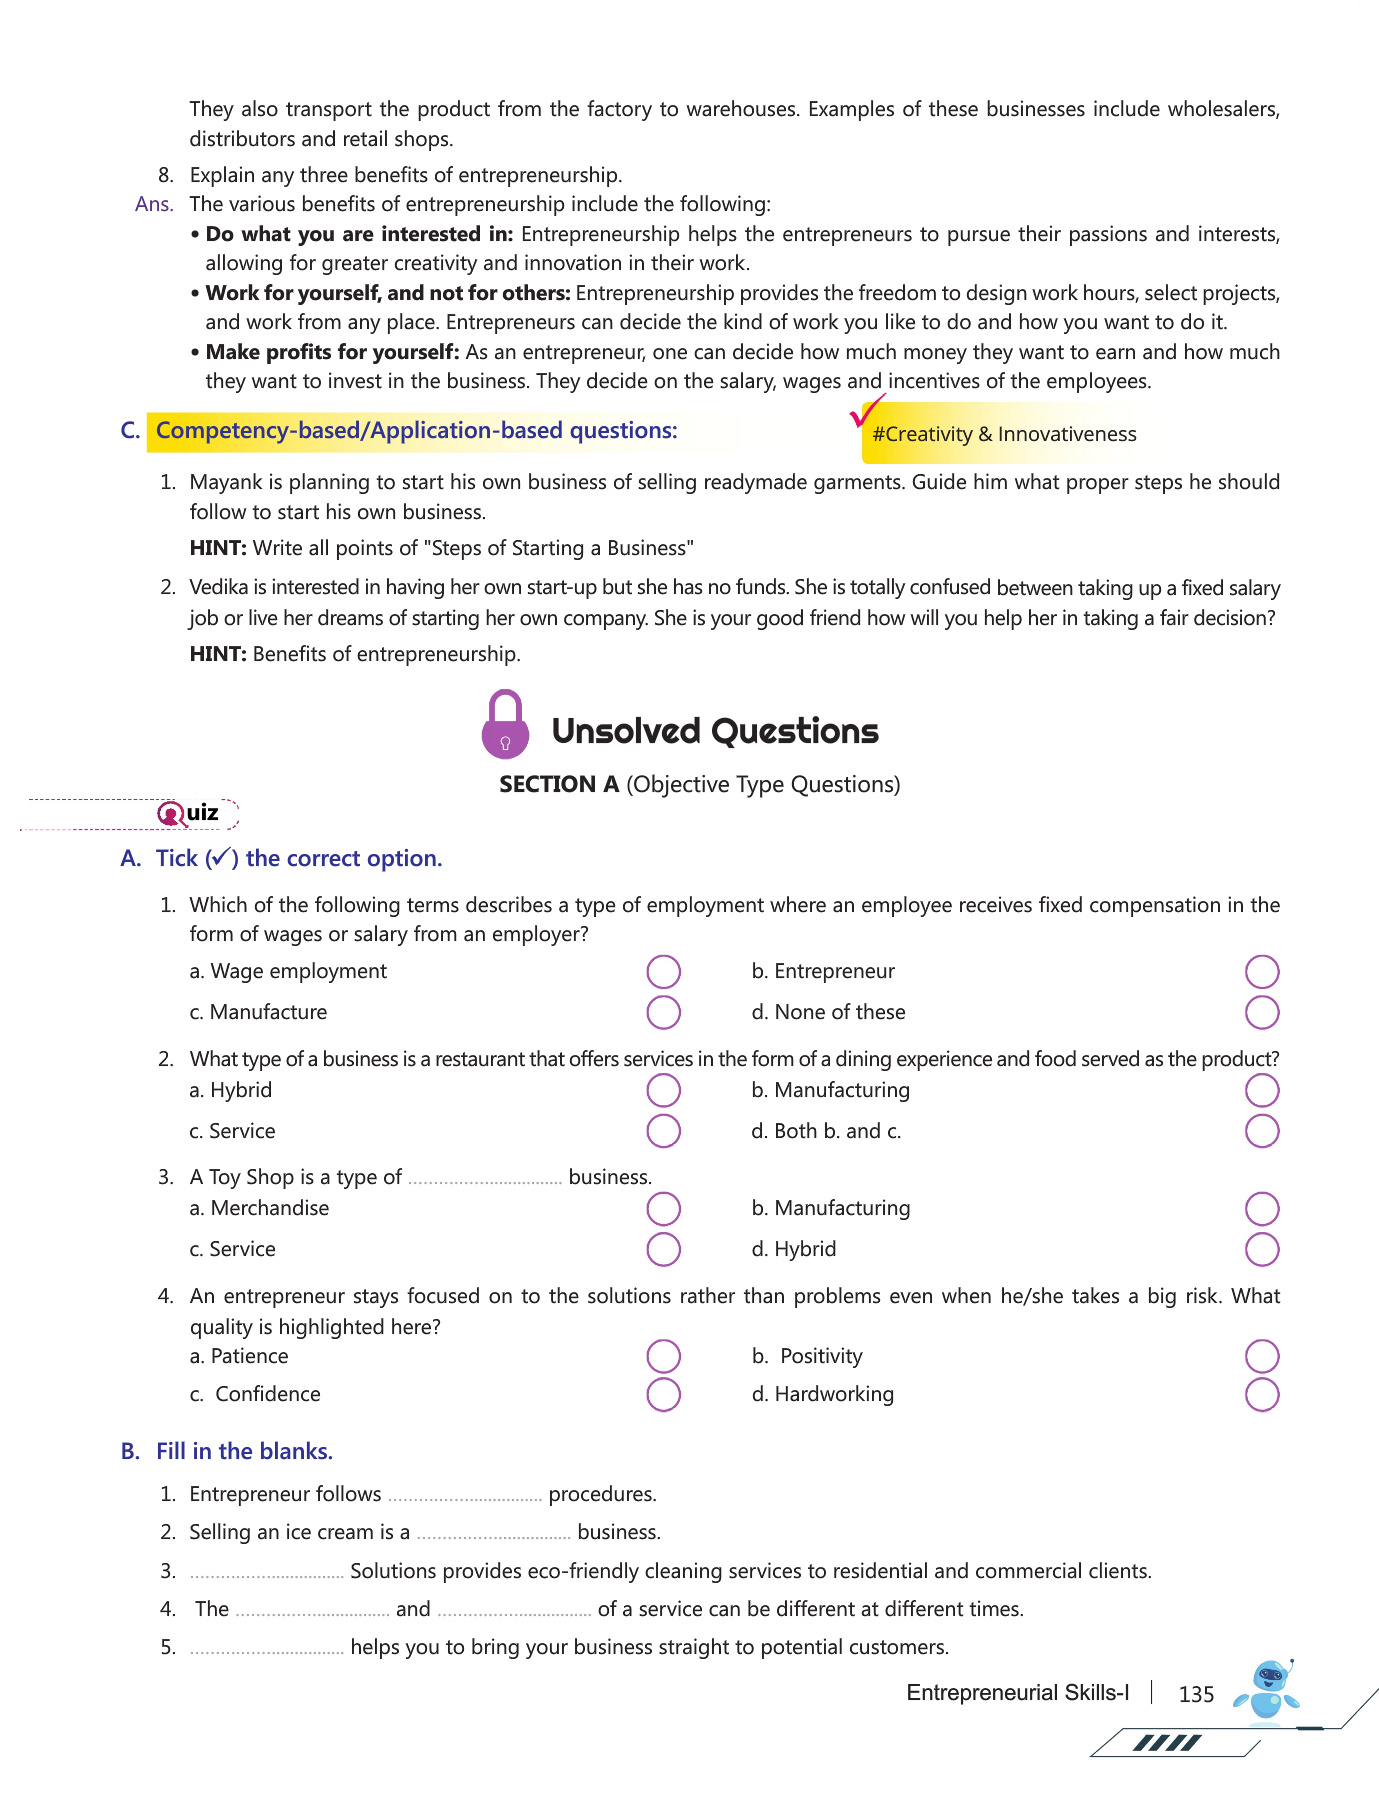 They also transport the product from the factory to warehouses. Examples of these businesses include wholesalers,
distributors and retail shops.
8. Explain any three benefits of entrepreneurship.
Ans. The various benefits of entrepreneurship include the following:
• Do what you are interested in: Entrepreneurship helps the entrepreneurs to pursue their passions and interests,
allowing for greater creativity and innovation in their work.
• Work for yourself, and not for others: Entrepreneurship provides the freedom to design work hours, select projects,
and work from any place. Entrepreneurs can decide the kind of work you like to do and how you want to do it.
• Make profits for yourself: As an entrepreneur, one can decide how much money they want to earn and how much
they want to invest in the business. They decide on the salary, wages and incentives of the employees.
C. Competency-based/Application-based questions:
#Creativity & Innovativeness
1. Mayank is planning to start his own business of selling readymade garments. Guide him what proper steps he should
follow to start his own business.
HINT: Write all points of "Steps of Starting a Business"
2. Vedika is interested in having her own start-up but she has no funds. She is totally confused between taking up a fixed salary
job or live her dreams of starting her own company. She is your good friend how will you help her in taking a fair decision?
HINT: Benefits of entrepreneurship.
Unsolved Questions
SECTION A (Objective Type Questions)
Quiz
A. Tick (✓) the correct option.
1. Which of the following terms describes a type of employment where an employee receives fixed compensation in the
form of wages or salary from an employer?
a. Wage employment b. Entrepreneur
c. Manufacture d. None of these
2. What type of a business is a restaurant that offers services in the form of a dining experience and food served as the product?
a. Hybrid b. Manufacturing
c. Service d. Both b. and c.
3. A Toy Shop is a type of .............................. business.
a. Merchandise b. Manufacturing
c. Service d. Hybrid
4. An entrepreneur stays focused on to the solutions rather than problems even when he/she takes a big risk. What
quality is highlighted here?
a. Patience b. Positivity
c. Confidence d. Hardworking
B. Fill in the blanks.
1. Entrepreneur follows .............................. procedures.
2. Selling an ice cream is a .............................. business.
3. .............................. Solutions provides eco-friendly cleaning services to residential and commercial clients.
4. The .............................. and .............................. of a service can be different at different times.
5. .............................. helps you to bring your business straight to potential customers.
Entrepreneurial Skills-I | 135